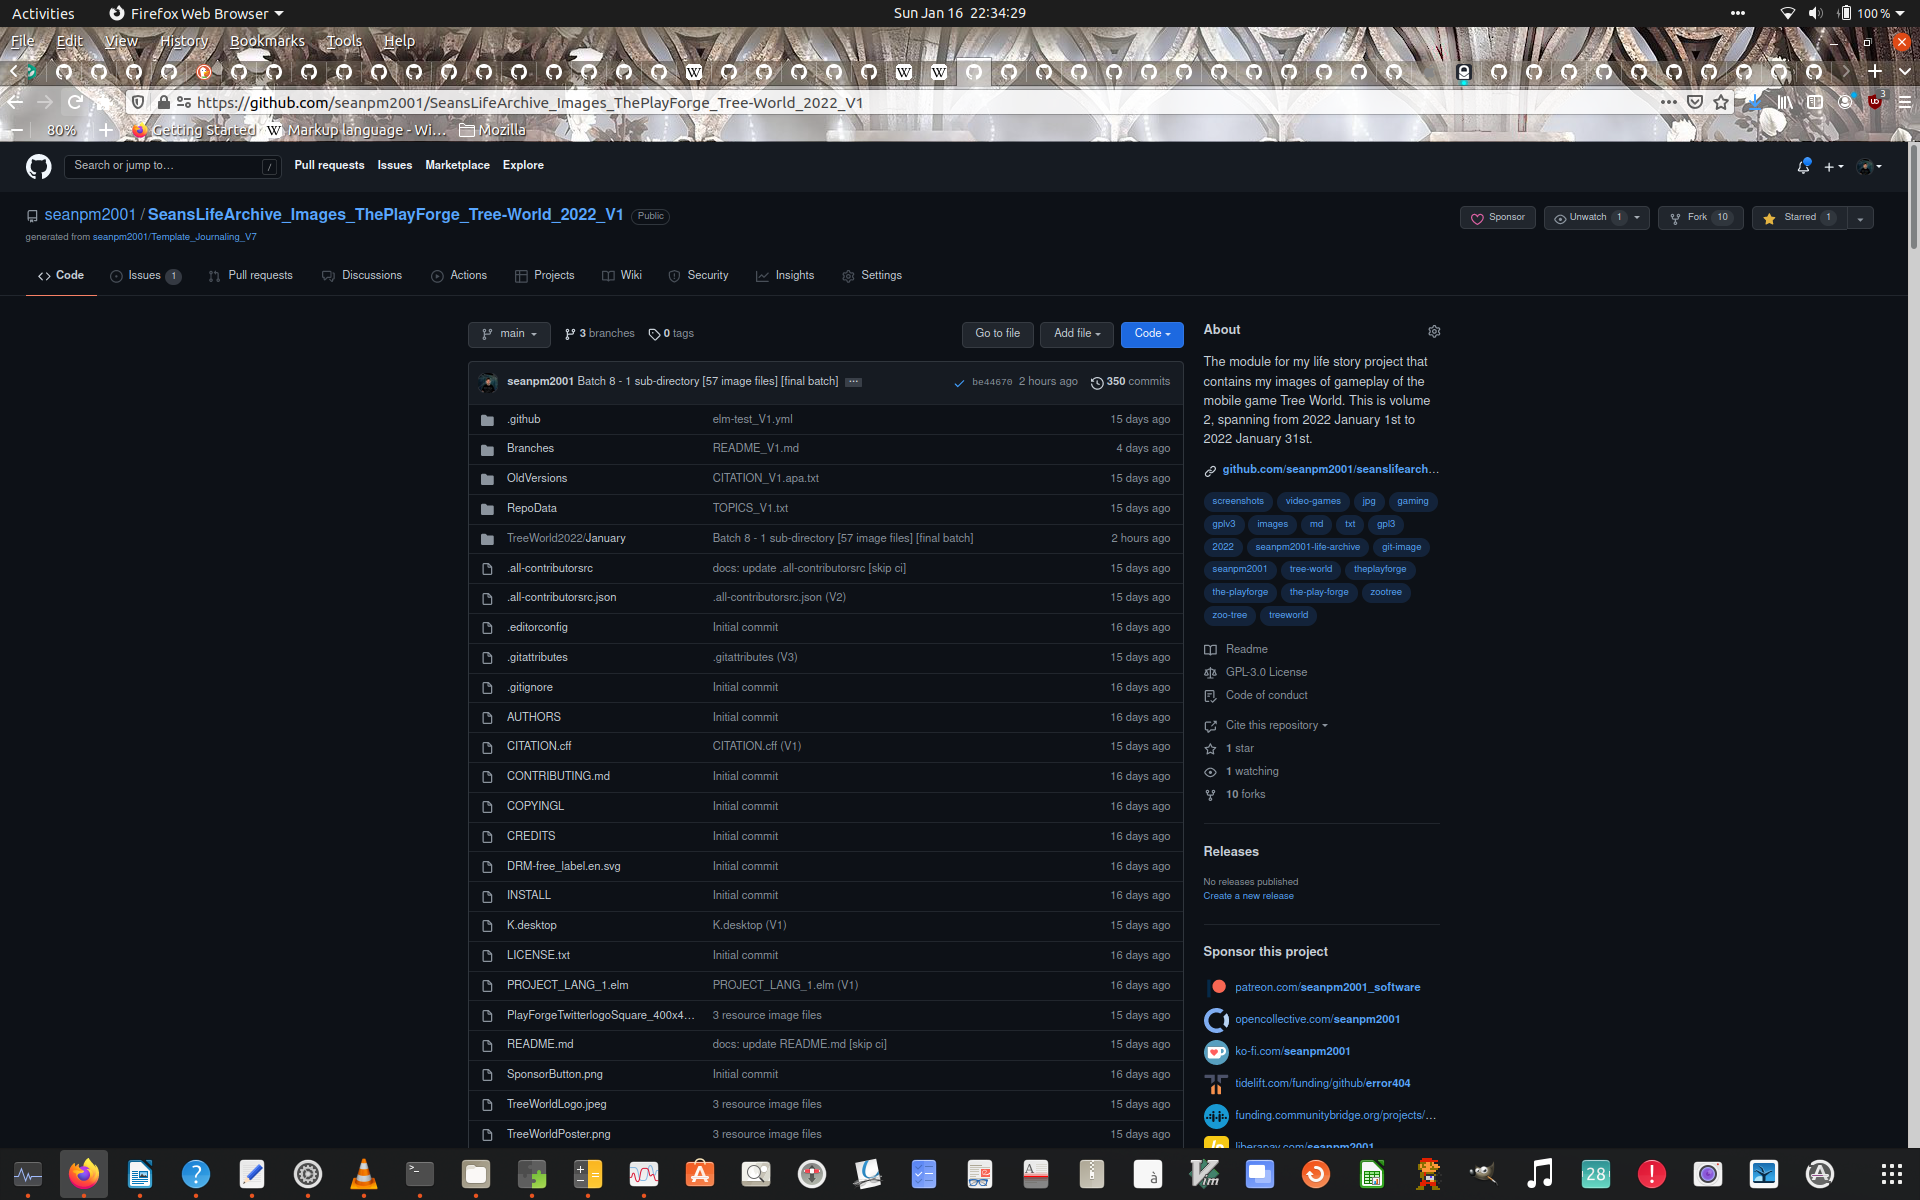 Activities Firefox Web Browser Sun Jan 16 22:34:29 100 %
File Edit View History Bookmarks Tools Help
https://github.com/seanpm2001/SeansLifeArchive_Images_ThePlayForge_Tree-World_2022_V1 3
80% Getting Started Markup language - Wi… Mozilla
Search or jump to… / Pull requests Issues Marketplace Explore
seanpm2001 / SeansLifeArchive_Images_ThePlayForge_Tree-World_2022_V1 Public Sponsor Unwatch 1 Fork 10 Starred 1
generated from seanpm2001/Template_Journaling_V7
Code Issues 1 Pull requests Discussions Actions Projects Wiki Security Insights Settings
main 3 branches 0 tags Go to file Add file Code
seanpm2001 Batch 8 - 1 sub-directory [57 image files] [final batch] … be44670 2 hours ago 350 commits
.github elm-test_V1.yml 15 days ago
Branches README_V1.md 4 days ago
OldVersions CITATION_V1.apa.txt 15 days ago
RepoData TOPICS_V1.txt 15 days ago
TreeWorld2022/January Batch 8 - 1 sub-directory [57 image files] [final batch] 2 hours ago
.all-contributorsrc docs: update .all-contributorsrc [skip ci] 15 days ago
.all-contributorsrc.json .all-contributorsrc.json (V2) 15 days ago
.editorconfig Initial commit 16 days ago
.gitattributes .gitattributes (V3) 15 days ago
.gitignore Initial commit 16 days ago
AUTHORS Initial commit 16 days ago
CITATION.cff CITATION.cff (V1) 15 days ago
CONTRIBUTING.md Initial commit 16 days ago
COPYINGL Initial commit 16 days ago
CREDITS Initial commit 16 days ago
DRM-free_label.en.svg Initial commit 16 days ago
INSTALL Initial commit 16 days ago
K.desktop K.desktop (V1) 15 days ago
LICENSE.txt Initial commit 16 days ago
PROJECT_LANG_1.elm PROJECT_LANG_1.elm (V1) 16 days ago
PlayForgeTwitterlogoSquare_400x4… 3 resource image files 15 days ago
README.md docs: update README.md [skip ci] 15 days ago
SponsorButton.png Initial commit 16 days ago
TreeWorldLogo.jpeg 3 resource image files 15 days ago
TreeWorldPoster.png 3 resource image files 15 days ago
About
The module for my life story project that
contains my images of gameplay of the
mobile game Tree World. This is volume
2, spanning from 2022 January 1st to
2022 January 31st.
github.com/seanpm2001/seanslifearch…
screenshots video-games jpg gaming
gplv3 images md txt gpl3
2022 seanpm2001-life-archive git-image
seanpm2001 tree-world theplayforge
the-playforge the-play-forge zootree
zoo-tree treeworld
Readme
GPL-3.0 License
Code of conduct
Cite this repository
1 star
1 watching
10 forks
Releases
No releases published
Create a new release
Sponsor this project
patreon.com/seanpm2001_software
opencollective.com/seanpm2001
ko-fi.com/seanpm2001
tidelift.com/funding/github/error404
funding.communitybridge.org/projects/…
liberapay.com/seanpm2001
28